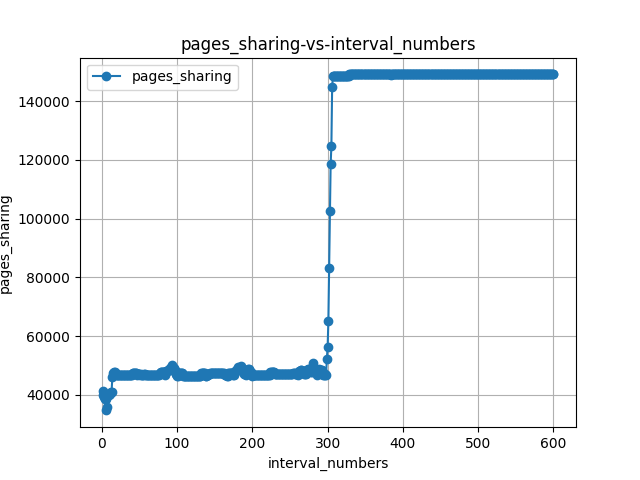 pages_sharing-vs-interval_numbers
pages_sharing
140000
120000
100000
80000
60000
40000
pages_sharing
0 100 200 300 400 500 600
interval_numbers